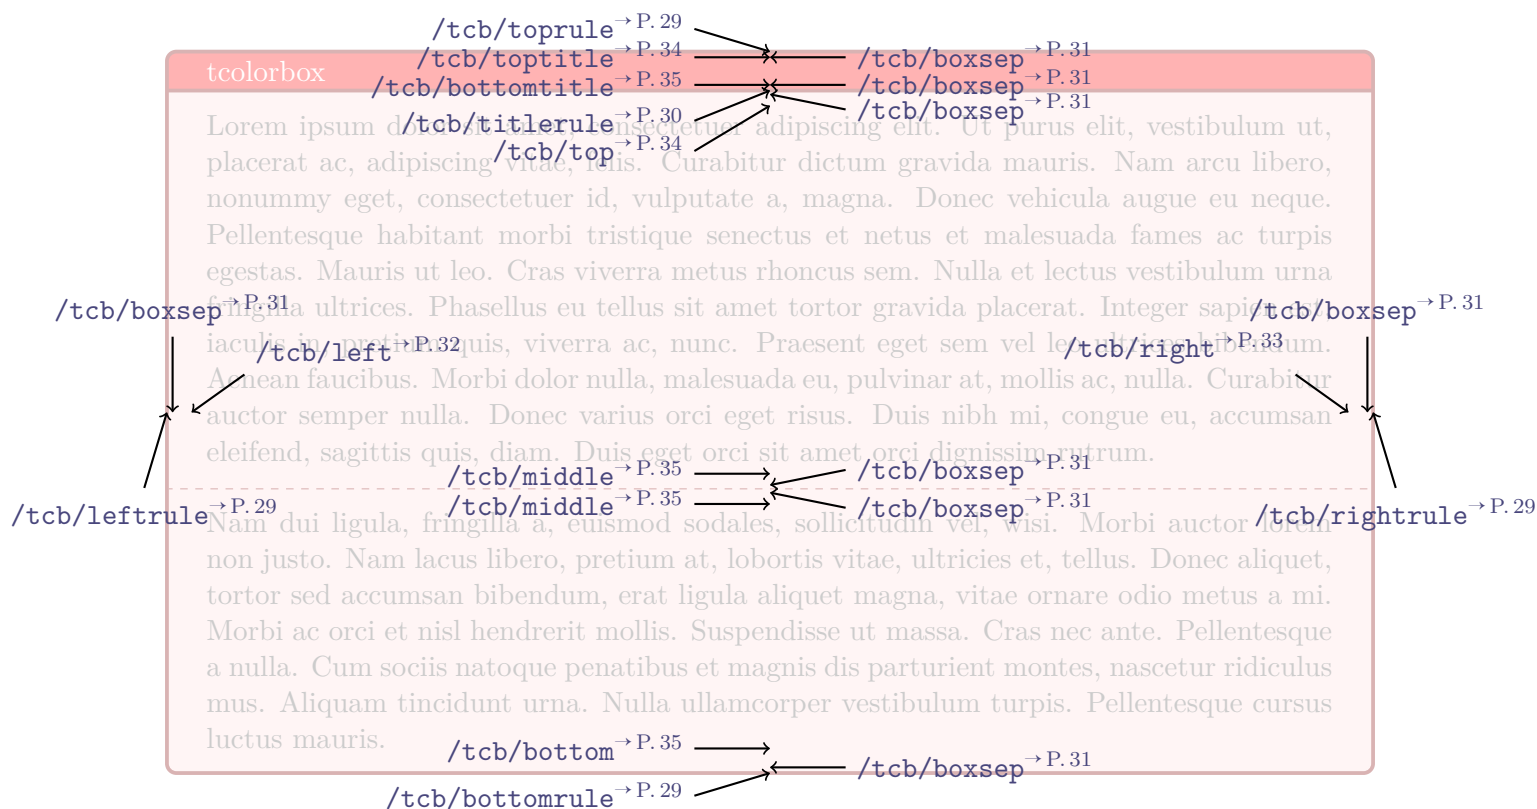 /tcb/toprule→P. 29
/tcb/toptitle→P. 34 /tcb/boxsep→P. 31
tcolorbox
/tcb/bottomtitle→P. 35 /tcb/boxsep→P. 31
/tcb/titlerule→P. 30 /tcb/boxsep→P. 31
Lorem ipsum dolor sit amet, consectetuer adipiscing elit. Ut purus elit, vestibulum ut,
/tcb/top→P. 34
placerat ac, adipiscing vitae, felis. Curabitur dictum gravida mauris. Nam arcu libero,
nonummy eget, consectetuer id, vulputate a, magna. Donec vehicula augue eu neque.
Pellentesque habitant morbi tristique senectus et netus et malesuada fames ac turpis
egestas. Mauris ut leo. Cras viverra metus rhoncus sem. Nulla et lectus vestibulum urna
fringilla ultrices. Phasellus eu tellus sit amet tortor gravida placerat. Integer sapien est,
/tcb/boxsep→P. 31 /tcb/boxsep→P. 31
iaculis in, pretium quis, viverra ac, nunc. Praesent eget sem vel leo ultrices bibendum.
/tcb/left→P. 32 /tcb/right→P. 33
Aenean faucibus. Morbi dolor nulla, malesuada eu, pulvinar at, mollis ac, nulla. Curabitur
auctor semper nulla. Donec varius orci eget risus. Duis nibh mi, congue eu, accumsan
eleifend, sagittis quis, diam. Duis eget orci sit amet orci dignissim rutrum.
/tcb/middle→P. 35 /tcb/boxsep→P. 31
/tcb/middle→P. 35 /tcb/boxsep→P. 31
/tcb/leftrule→P. 29 /tcb/rightrule→P. 29
Nam dui ligula, fringilla a, euismod sodales, sollicitudin vel, wisi. Morbi auctor lorem
non justo. Nam lacus libero, pretium at, lobortis vitae, ultricies et, tellus. Donec aliquet,
tortor sed accumsan bibendum, erat ligula aliquet magna, vitae ornare odio metus a mi.
Morbi ac orci et nisl hendrerit mollis. Suspendisse ut massa. Cras nec ante. Pellentesque
a nulla. Cum sociis natoque penatibus et magnis dis parturient montes, nascetur ridiculus
mus. Aliquam tincidunt urna. Nulla ullamcorper vestibulum turpis. Pellentesque cursus
luctus mauris.
/tcb/bottom→P. 35 /tcb/boxsep→P. 31
/tcb/bottomrule→P. 29